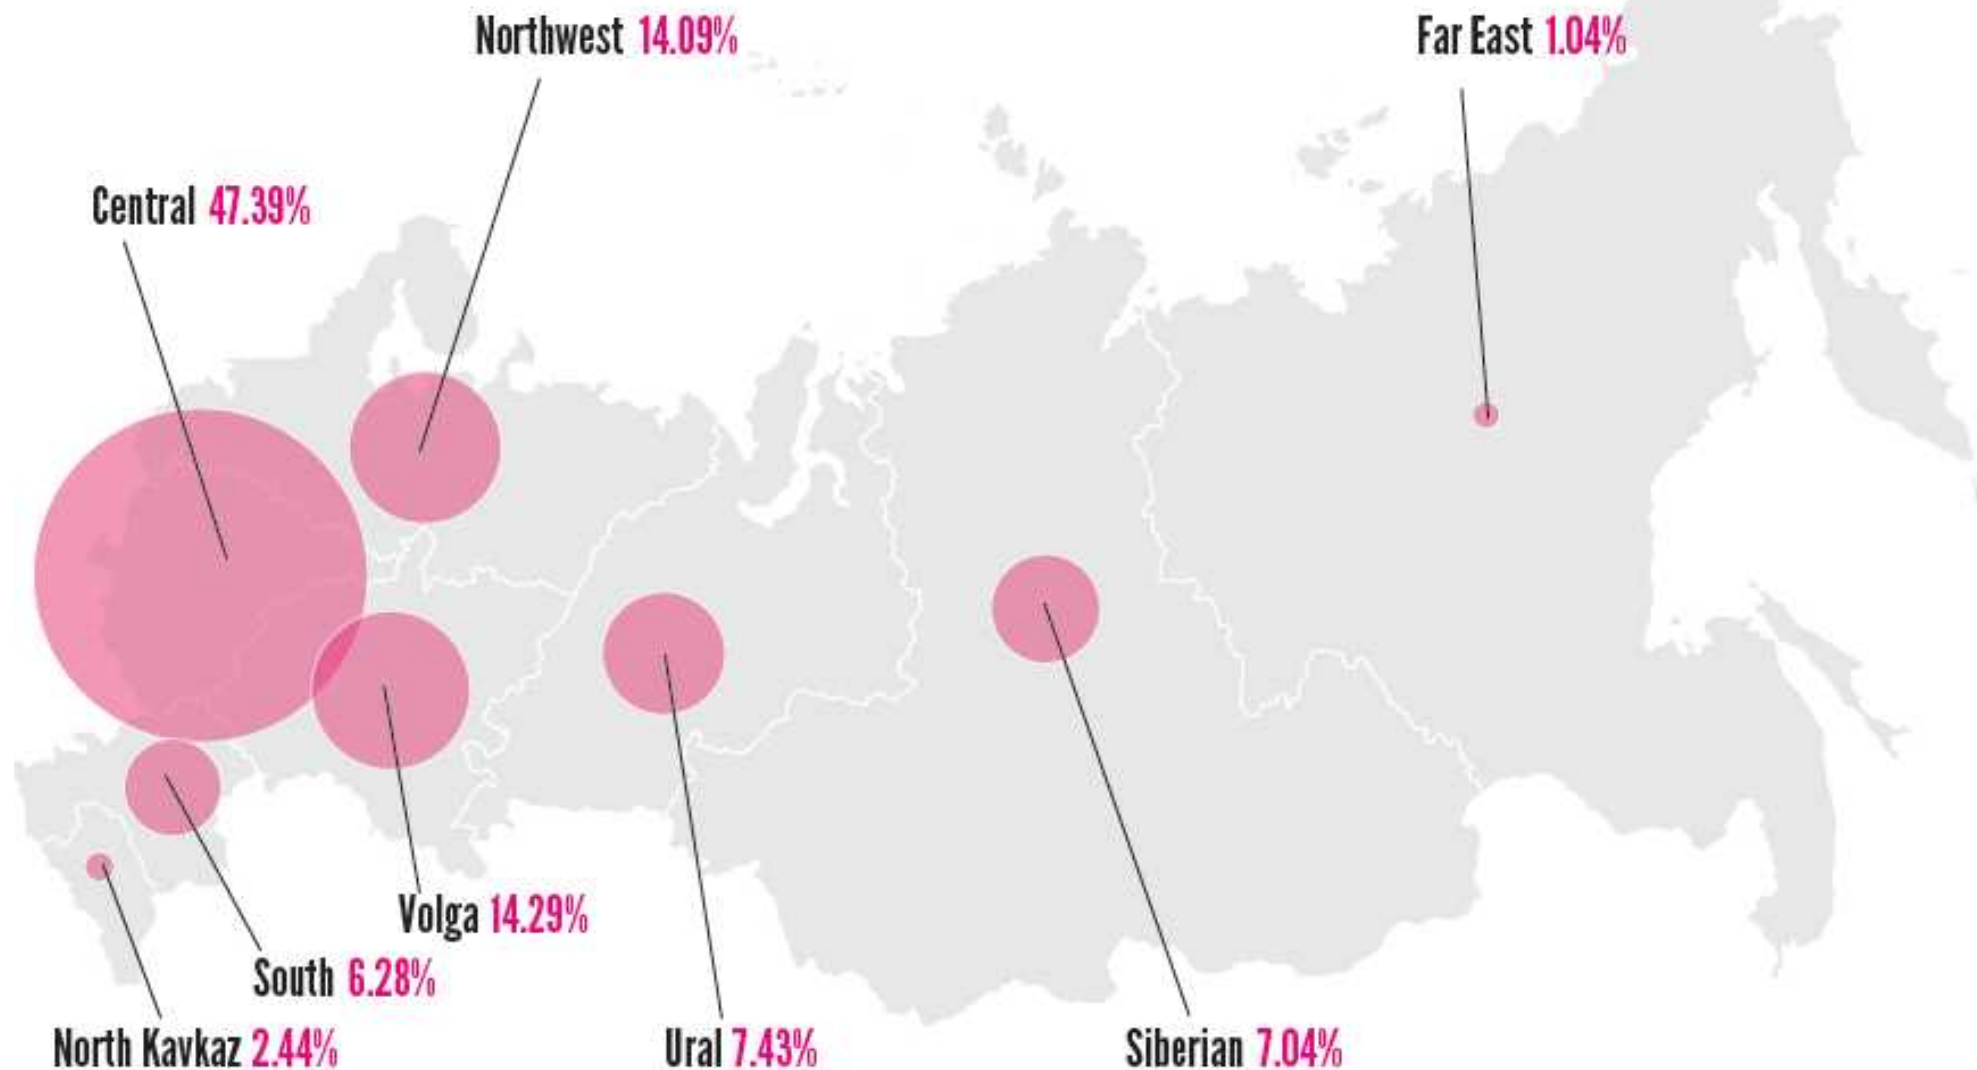 Northwest 14.09%
Far East 1.04%
Central 47.39%
Volga 14.29%
South 6.28%
North Kavkaz 2.44%
Ural 7.43%
Siberian 7.04%